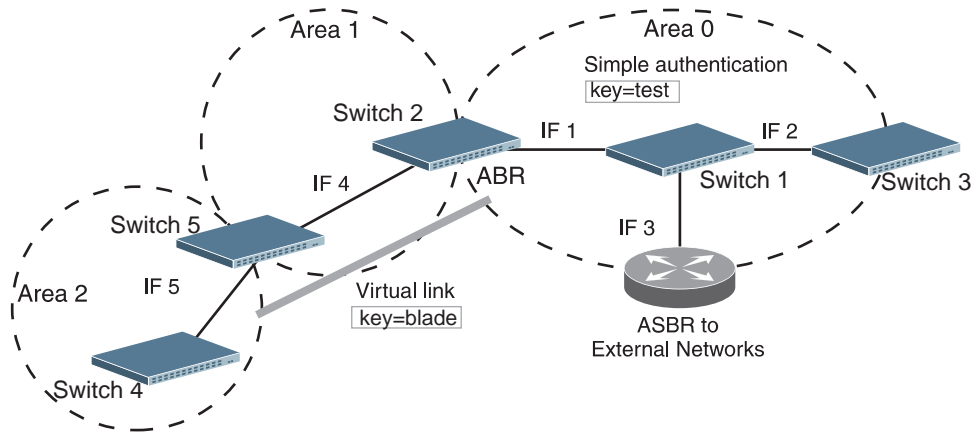 Area 1
Area 0
Simple authentication
key=test
Switch 2
IF 1
IF 2
ABR
Switch 1
Switch 3
IF 4
Switch 5
IF 3
IF 5
Area 2
Virtual link
key=blade
Switch 4
ASBR to
External Networks